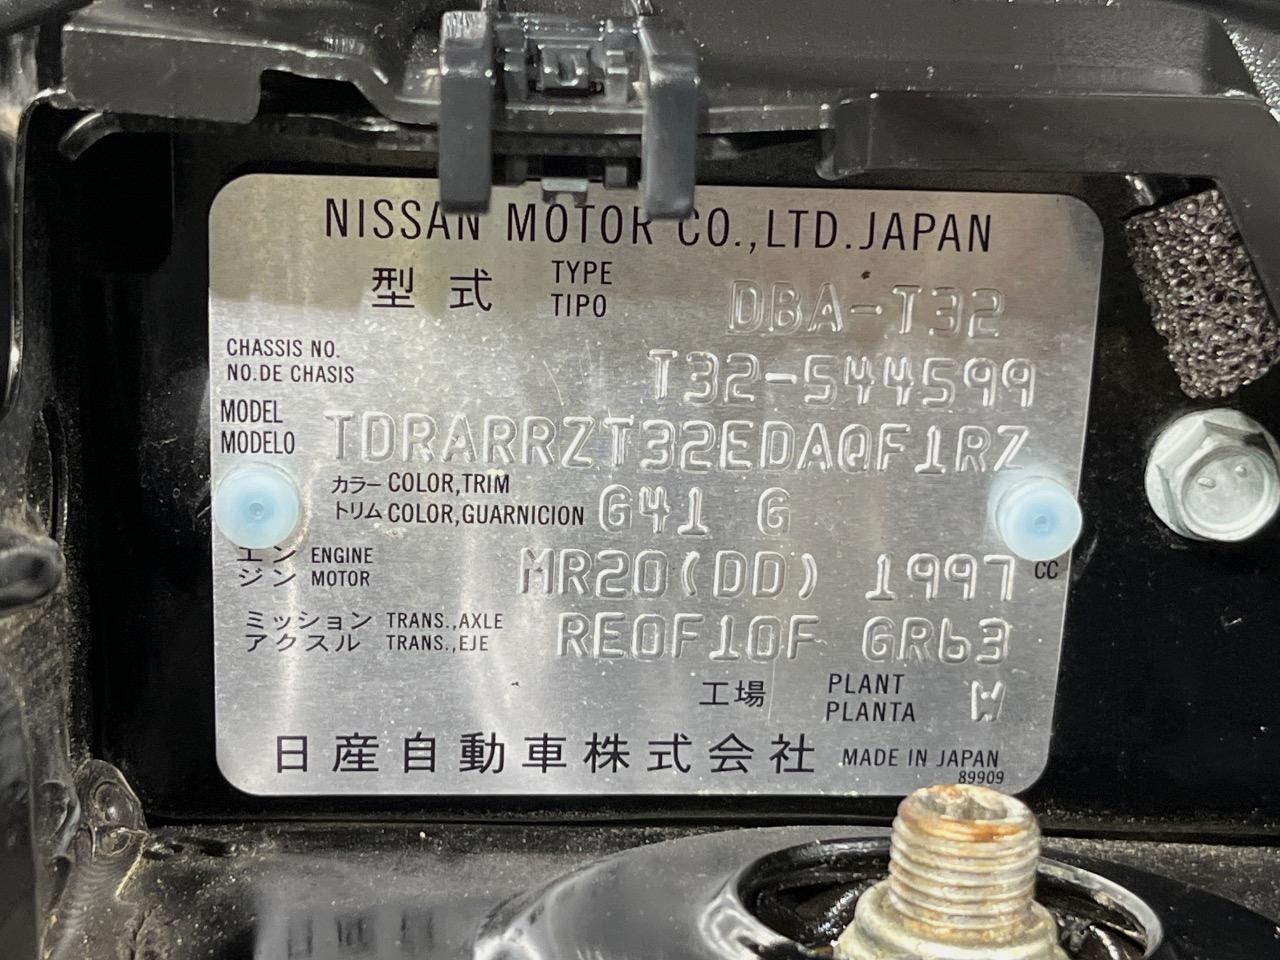 NISSAN MOTOR CO.,LTD.JAPAN
型式 TYPE TIPO DBA-T32
CHASSIS NO.
NO.DE CHASIS T32-544599
MODEL
MODELO TDRARRZT32EDAQF1RZ
カラー COLOR,TRIM
トリム COLOR,GUARNICION G41 G
エン ENGINE
ジン MOTOR MR20(DD) 1997 CC
ミッション TRANS.,AXLE
アクスル TRANS.,EJE RE0F10F GR63
工場 PLANT PLANTA W
日産自動車株式会社 MADE IN JAPAN
89909